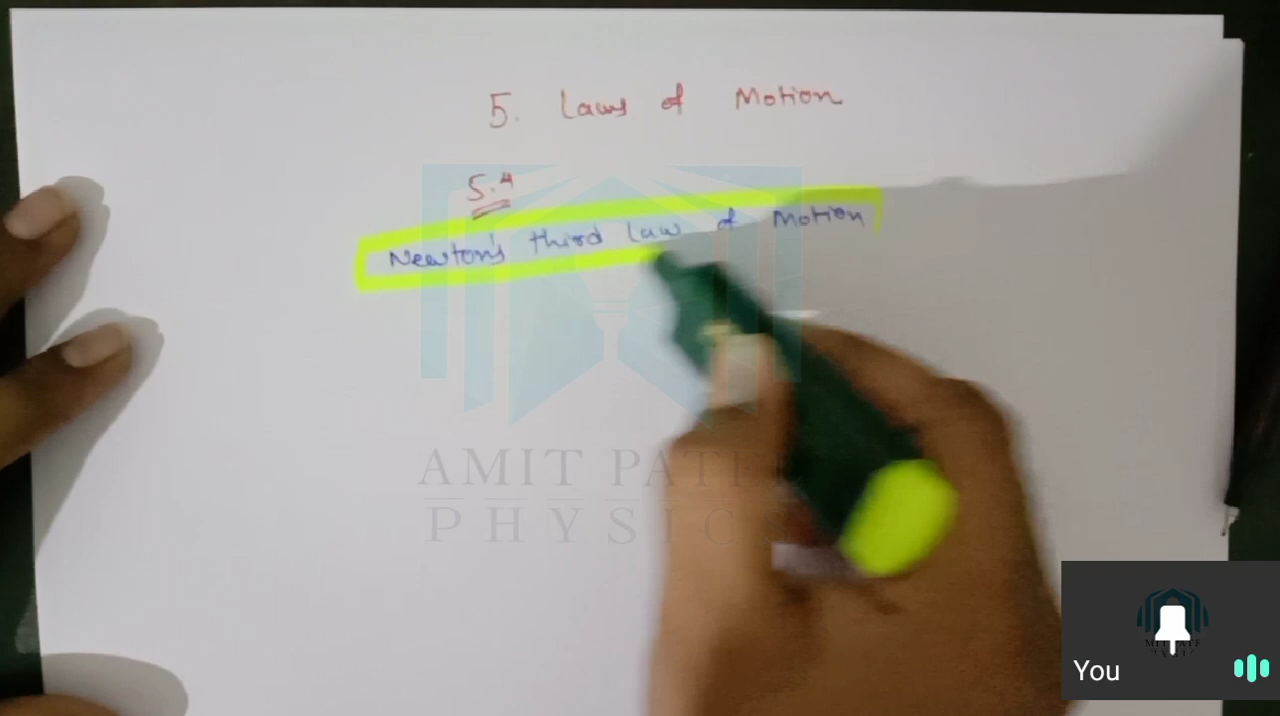 5. Laws of Motion
5.4
Newton's third Law of Motion
AMIT PATEL
PHYSICS
You